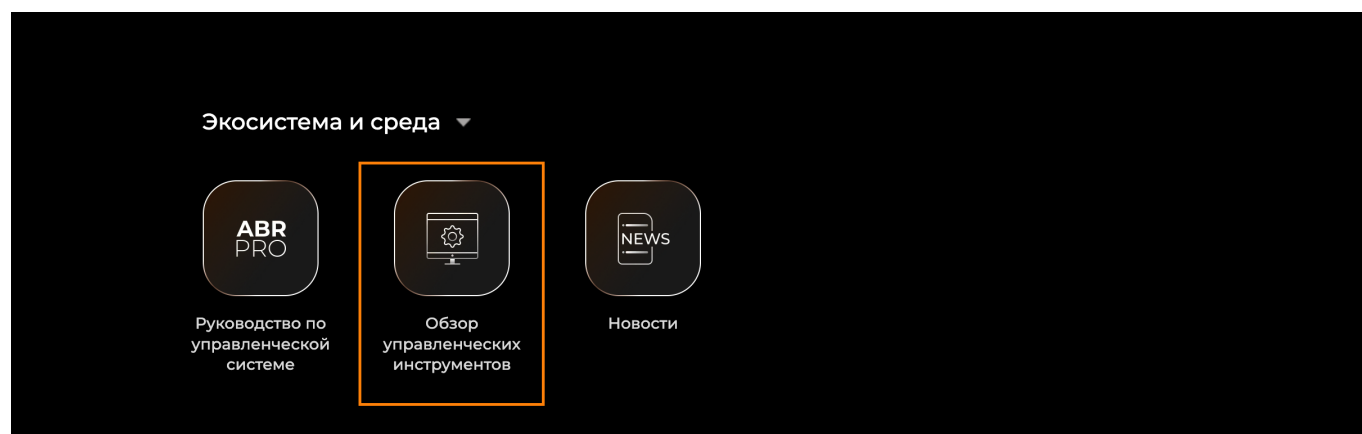 Экосистема и среда
ABR
PRO
Руководство по
управленческой
системе
Обзор
управленческих
инструментов
NEWS
Новости